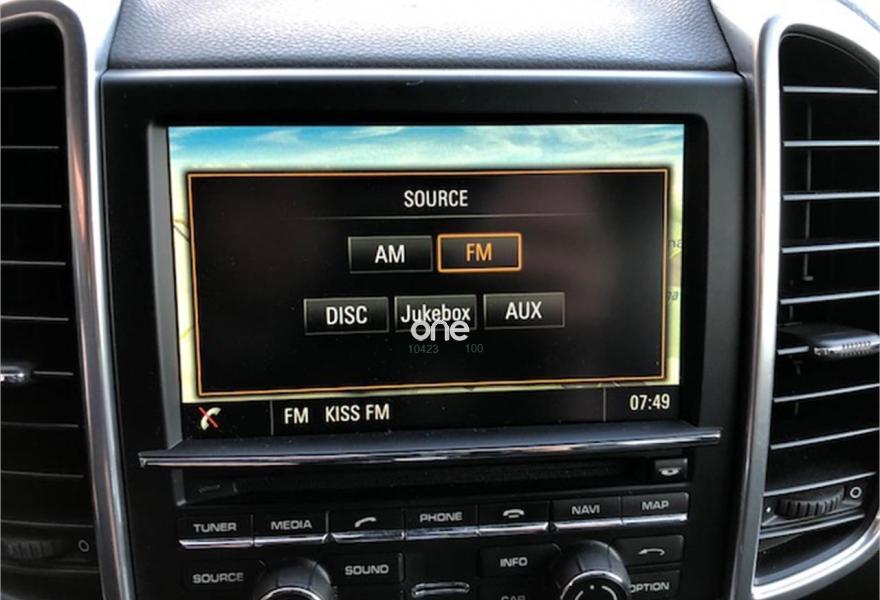 SOURCE
AM FM
DISC Jukebox AUX
one
10423 100
FM KISS FM 07:49
TUNER MEDIA PHONE NAVI MAP
SOURCE SOUND INFO
CAR OPTION